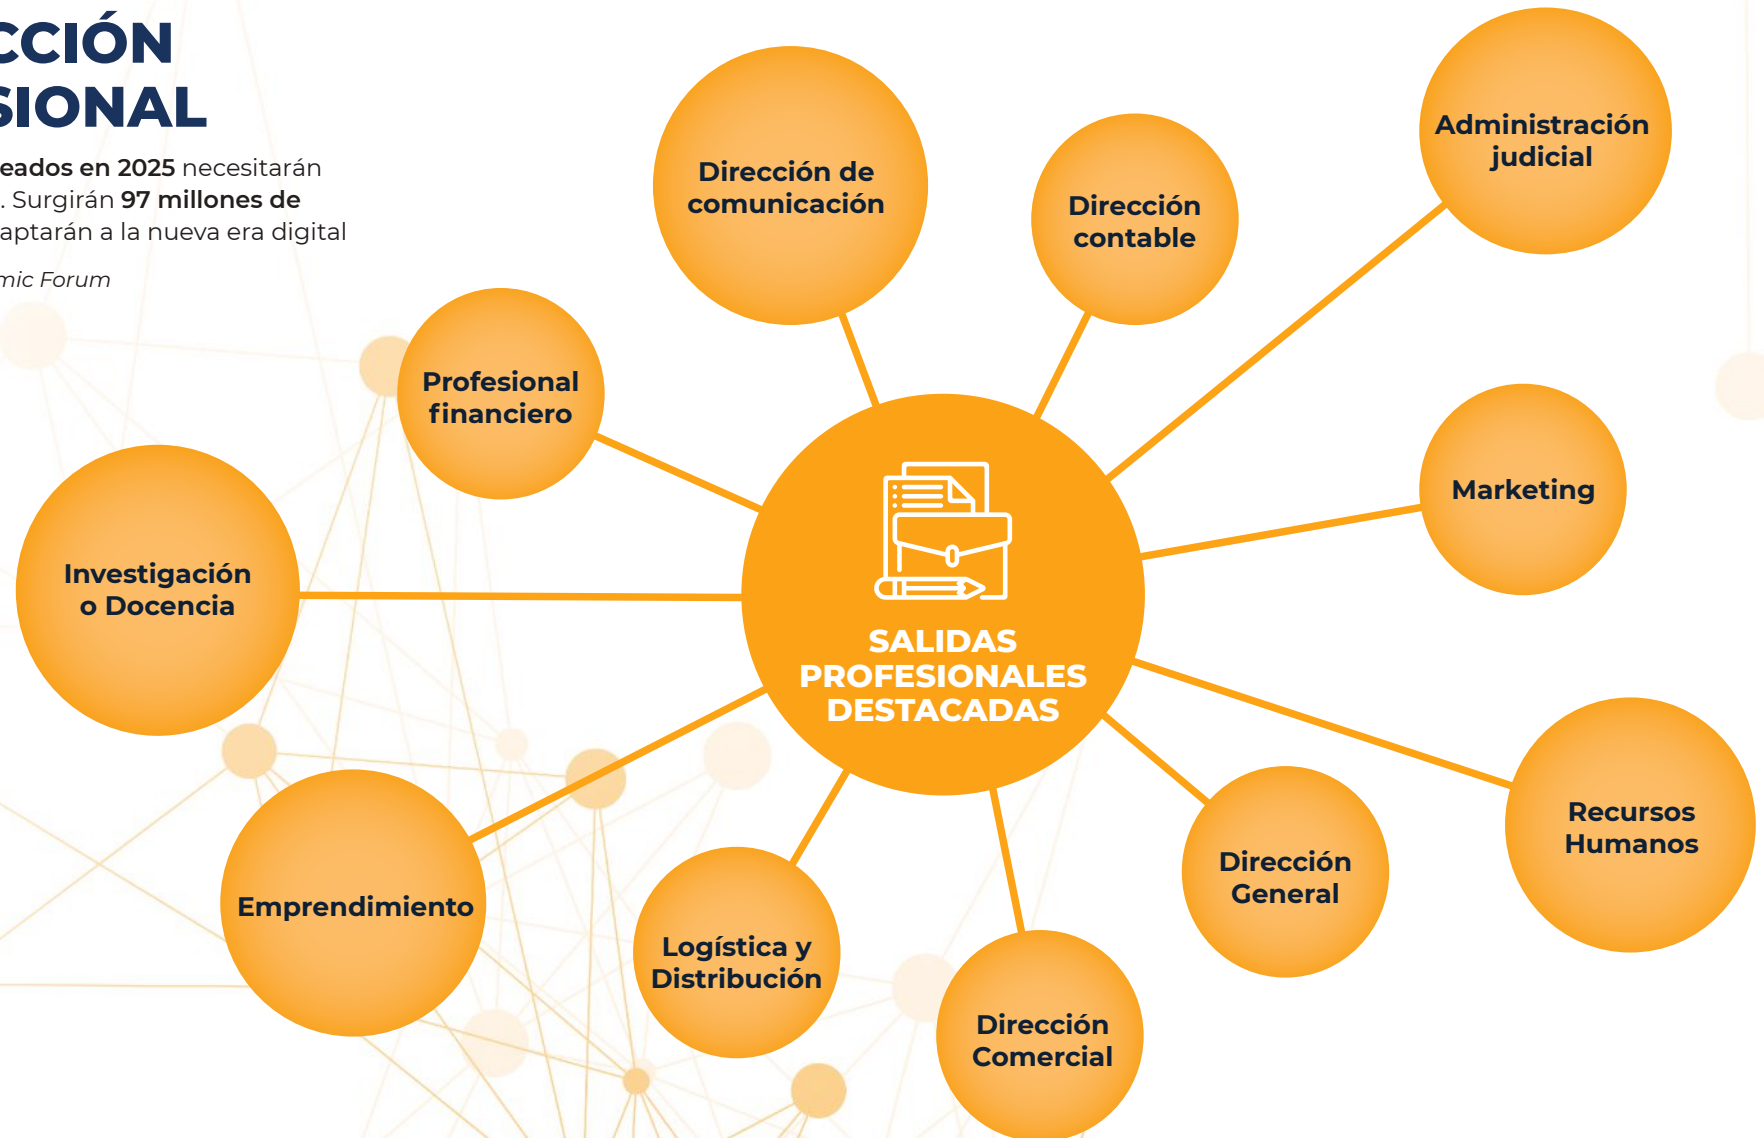 CCIÓN
SIONAL
eados en 2025 necesitarán
. Surgirán 97 millones de
aptarán a la nueva era digital
mic Forum
Dirección de
comunicación
Dirección
contable
Administración
judicial
Profesional
financiero
Marketing
Investigación
o Docencia
SALIDAS
PROFESIONALES
DESTACADAS
Recursos
Humanos
Dirección
General
Emprendimiento
Logística y
Distribución
Dirección
Comercial